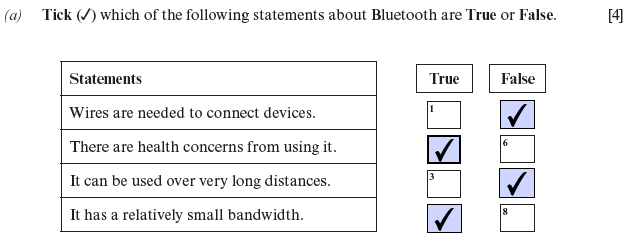 (a) Tick (✓) which of the following statements about Bluetooth are True or False. [4]
Statements True False
Wires are needed to connect devices. 1 ✓
There are health concerns from using it. ✓ 6
It can be used over very long distances. 3 ✓
It has a relatively small bandwidth. ✓ 8